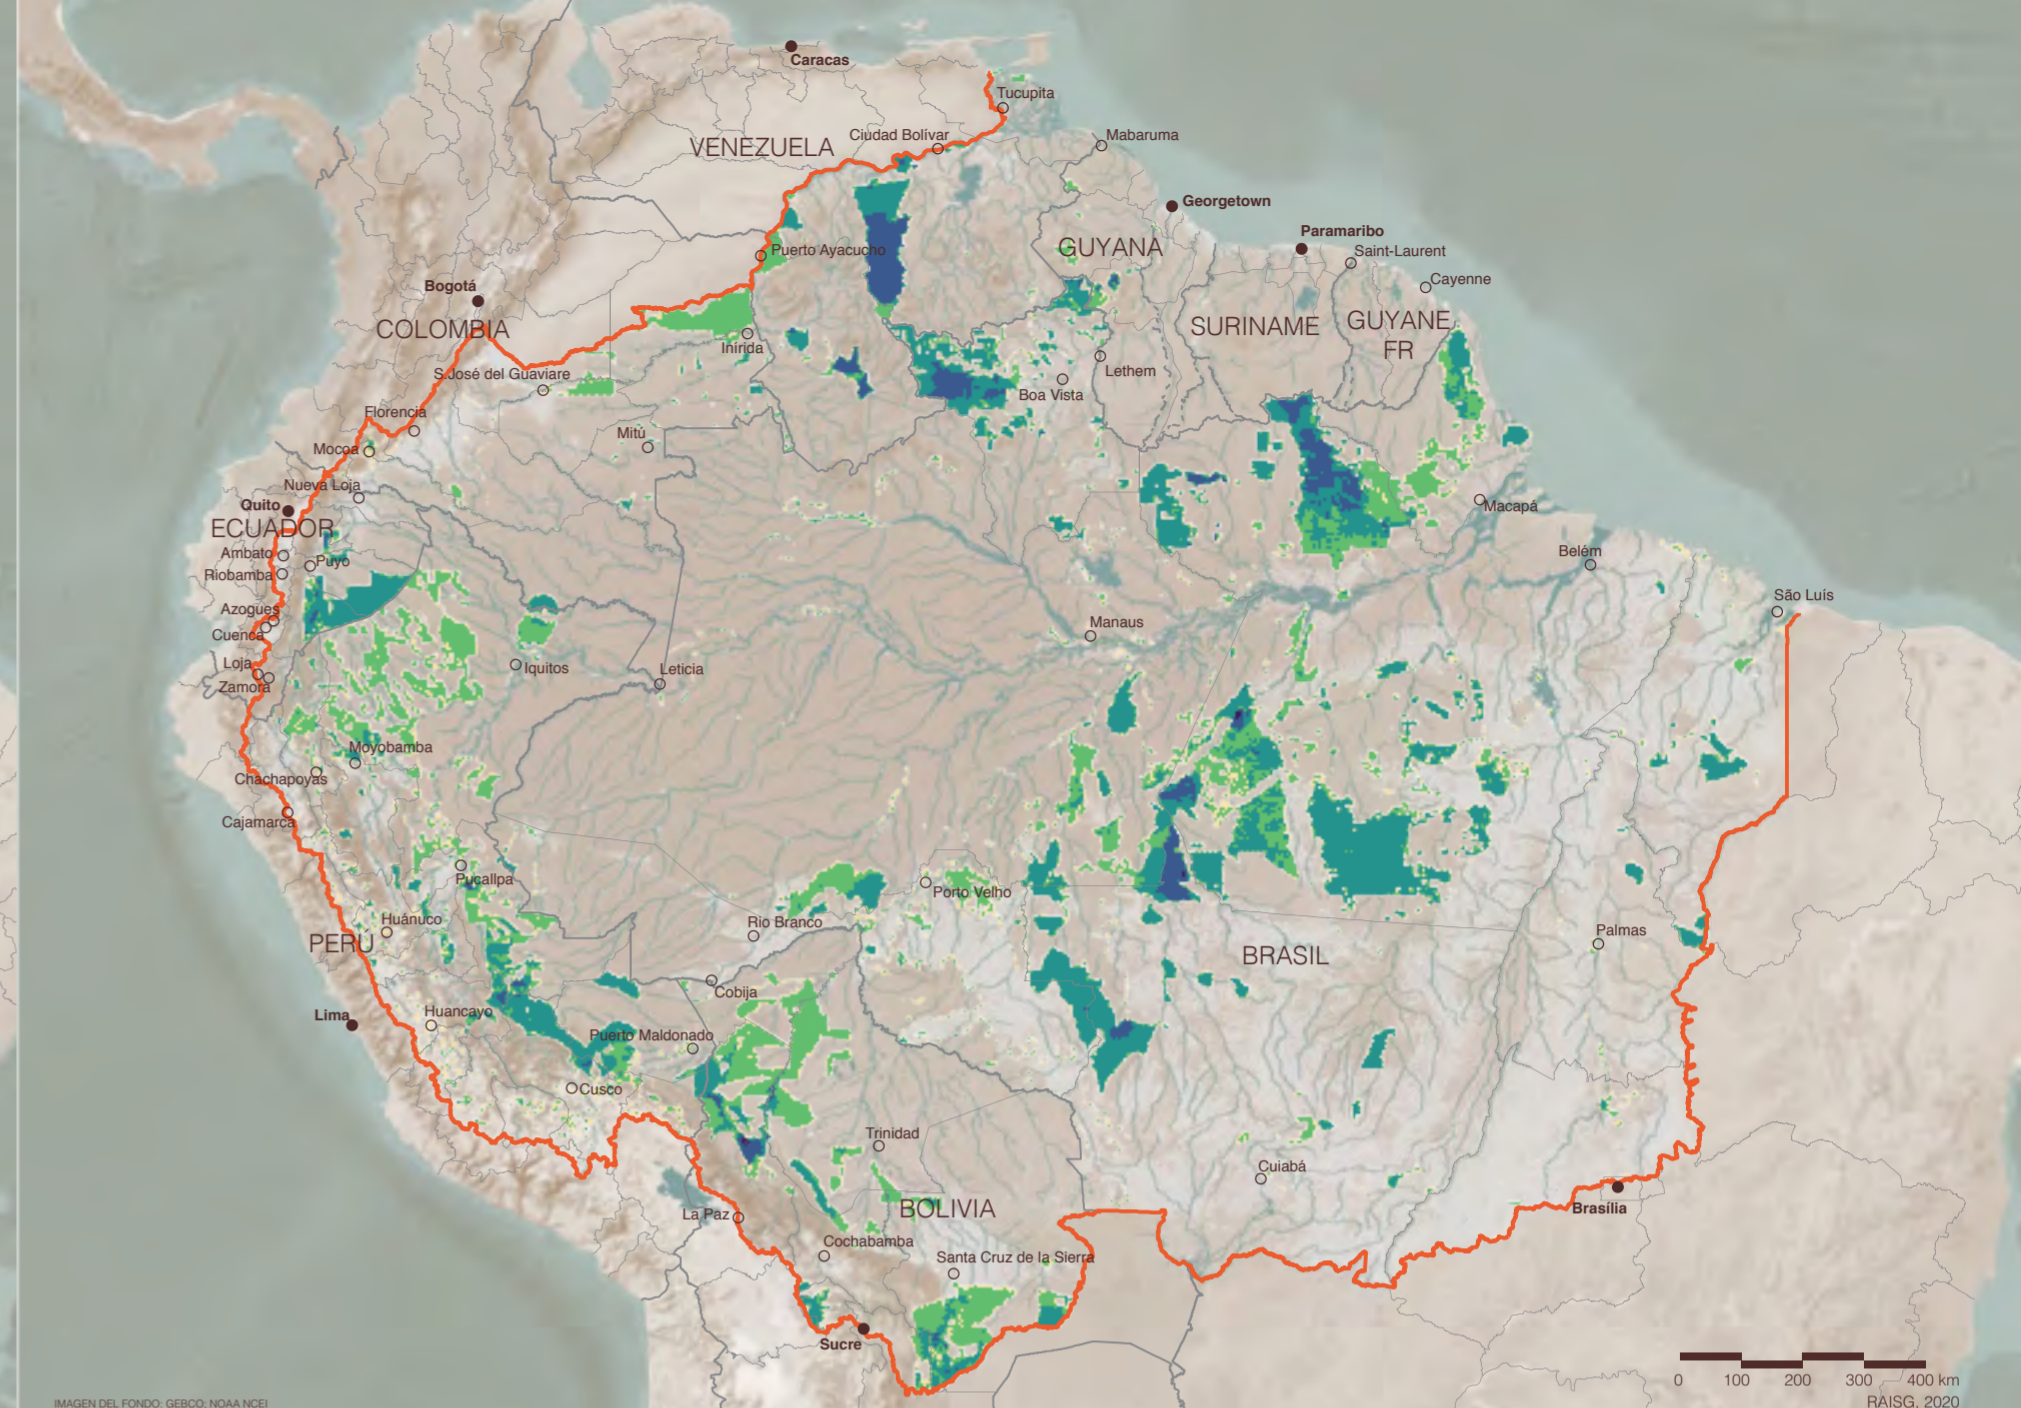 Caracas
Tucupita
VENEZUELA
Ciudad Bolívar
Mabaruma
Georgetown
Puerto Ayacucho
GUYANA
Paramaribo
Saint-Laurent
Cayenne
Bogotá
COLOMBIA
SURINAME
GUYANE
FR
Inírida
S.José del Guaviare
Lethem
Boa Vista
Florencia
Mitú
Mocoa
Nueva Loja
Quito
ECUADOR
Macapá
Ambato
Puyo
Riobamba
Belém
Azogues
São Luís
Cuenca
Manaus
Loja
Iquitos
Leticia
Zamora
Moyobamba
Chachapoyas
Cajamarca
Pucallpa
Porto Velho
Huánuco
Rio Branco
PERU
Palmas
BRASIL
Cobija
Lima
Huancayo
Puerto Maldonado
Cusco
Trinidad
Cuiabá
La Paz
BOLIVIA
Brasília
Cochabamba
Santa Cruz de la Sierra
Sucre
0 100 200 300 400 km
RAISG, 2020
IMAGEN DEL FONDO: GEBCO; NOAA NCEI